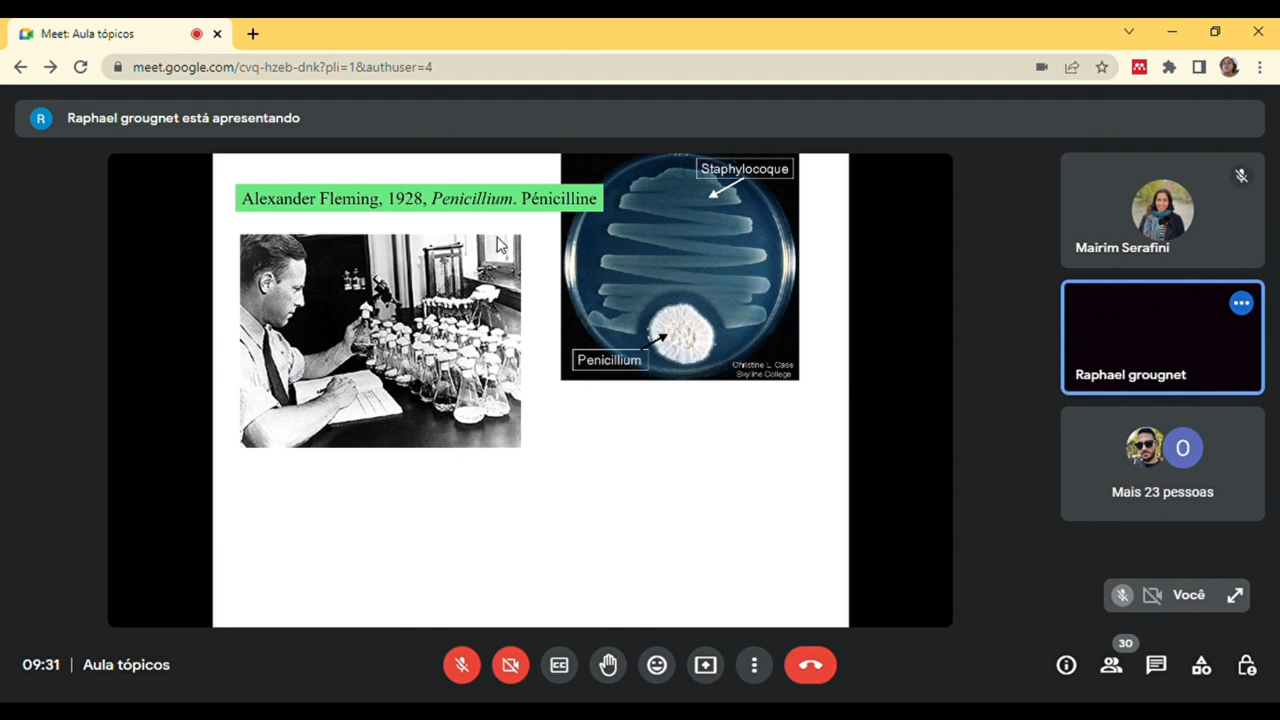 Meet: Aula tópicos
meet.google.com/cvq-hzeb-dnk?pli=1&authuser=4
R
Raphael grougnet está apresentando
Alexander Fleming, 1928, Penicillium. Pénicilline
Staphylocoque
Penicillium
Christine L Case
Skyline College
Mairim Serafini
Raphael grougnet
O
Mais 23 pessoas
Você
09:31 | Aula tópicos
30